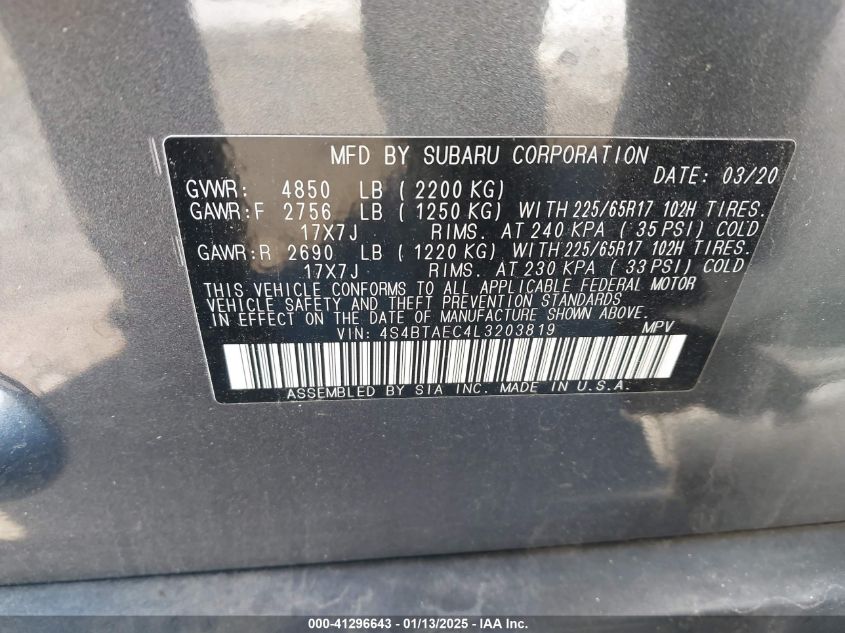 MFD BY SUBARU CORPORATION
DATE: 03/20
GVWR: 4850 LB ( 2200 KG)
GAWR:F 2756 LB ( 1250 KG) WITH 225/65R17 102H TIRES.
17X7J RIMS. AT 240 KPA ( 35 PSI) COLD
GAWR:R 2690 LB ( 1220 KG) WITH 225/65R17 102H TIRES.
17X7J RIMS. AT 230 KPA ( 33 PSI) COLD
THIS VEHICLE CONFORMS TO ALL APPLICABLE FEDERAL MOTOR
VEHICLE SAFETY AND THEFT PREVENTION STANDARDS
IN EFFECT ON THE DATE OF MANUFACTURE SHOWN ABOVE.
VIN: 4S4BTAEC4L3203819 MPV
ASSEMBLED BY SIA INC. MADE IN U.S.A.
000-41296643 - 01/13/2025 - IAA Inc.